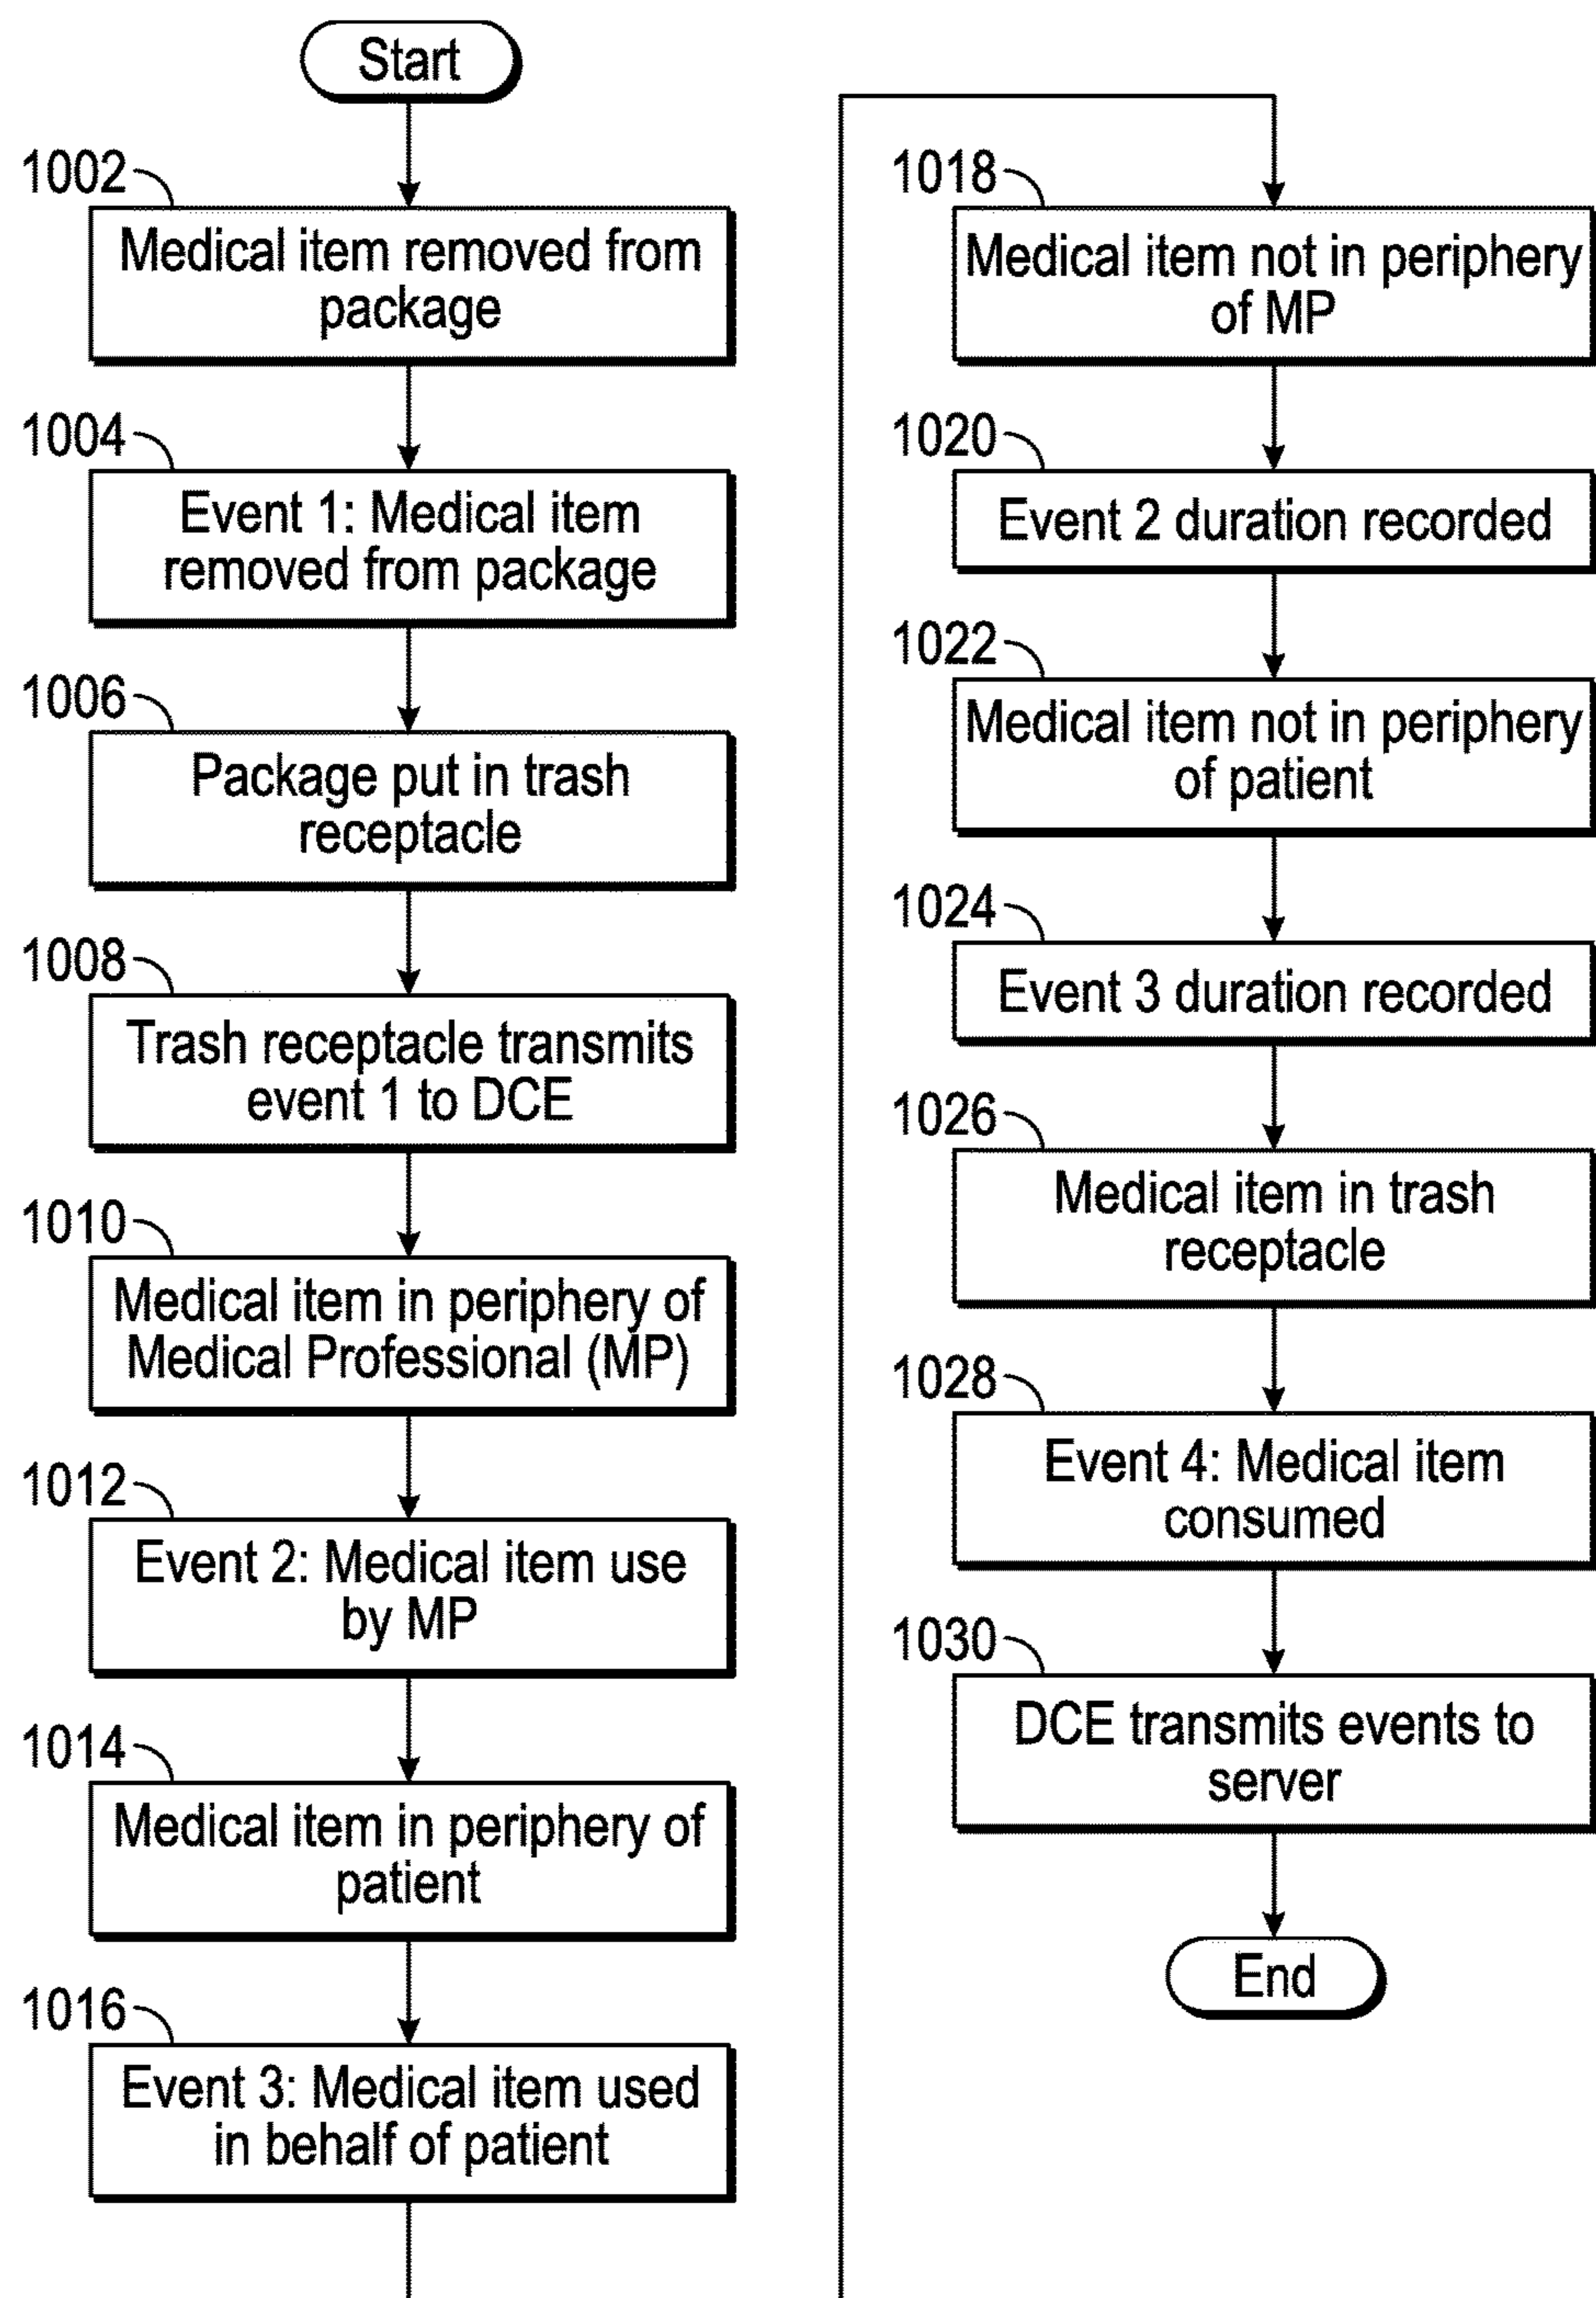 Start
1002
Medical item removed from
package
1004
Event 1: Medical item
removed from package
1006
Package put in trash
receptacle
1008
Trash receptacle transmits
event 1 to DCE
1010
Medical item in periphery of
Medical Professional (MP)
1012
Event 2: Medical item use
by MP
1014
Medical item in periphery of
patient
1016
Event 3: Medical item used
in behalf of patient
1018
Medical item not in periphery
of MP
1020
Event 2 duration recorded
1022
Medical item not in periphery
of patient
1024
Event 3 duration recorded
1026
Medical item in trash
receptacle
1028
Event 4: Medical item
consumed
1030
DCE transmits events to
server
End